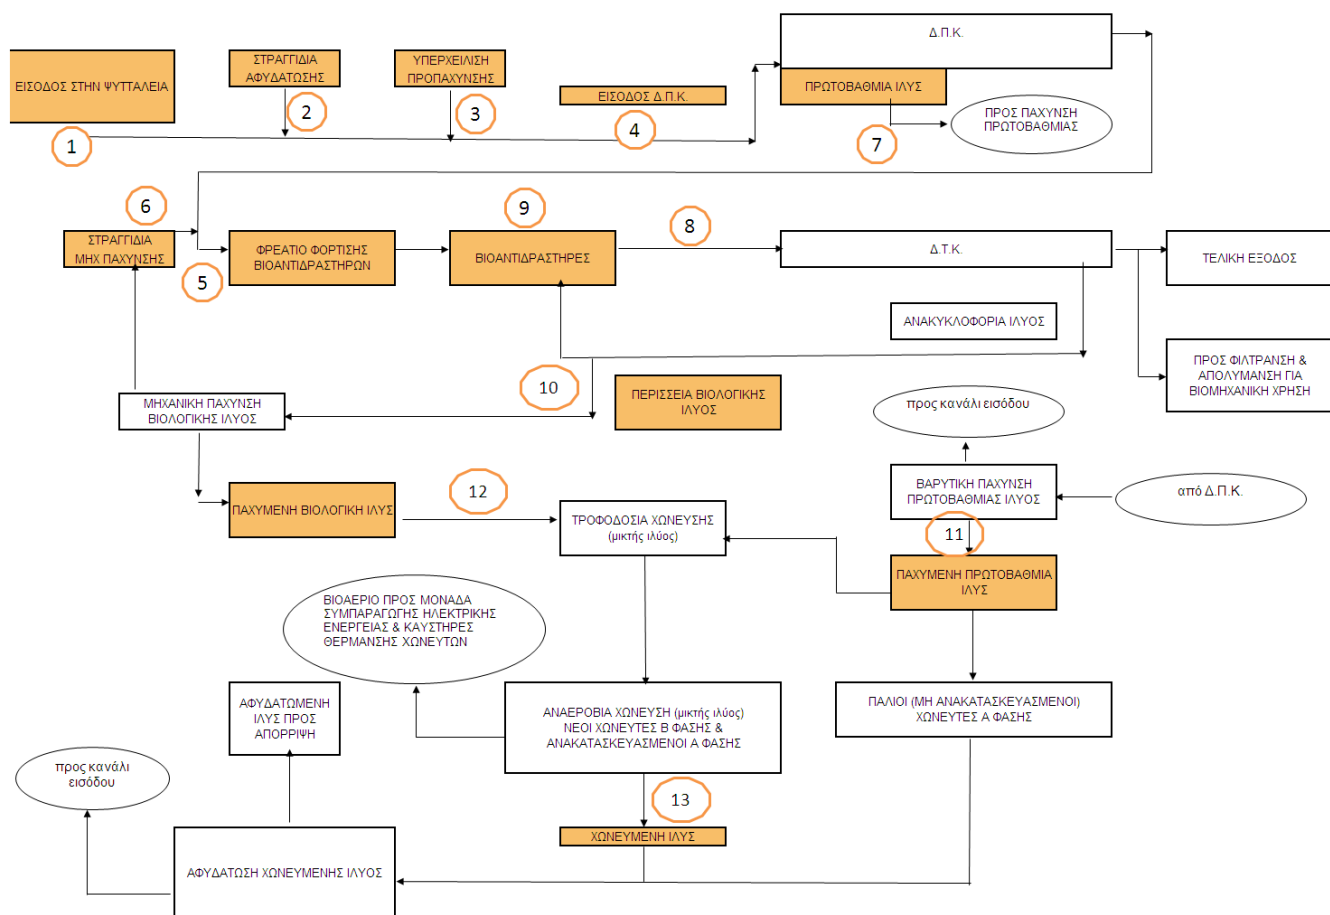 ΕΙΣΟΔΟΣ ΣΤΗΝ ΨΥΤΤΑΛΕΙΑ
1
ΣΤΡΑΓΓΙΔΙΑ
ΑΦΥΔΑΤΩΣΗΣ
2
ΥΠΕΡΧΕΙΛΙΣΗ
ΠΡΟΠΑΧΥΝΣΗΣ
3
ΕΙΣΟΔΟΣ Δ.Π.Κ.
4
Δ.Π.Κ.
ΠΡΩΤΟΒΑΘΜΙΑ ΙΛΥΣ
7
ΠΡΟΣ ΠΑΧΥΝΣΗ
ΠΡΩΤΟΒΑΘΜΙΑΣ
6
ΣΤΡΑΓΓΙΔΙΑ
ΜΗΧ ΠΑΧΥΝΣΗΣ
5
ΦΡΕΑΤΙΟ ΦΟΡΤΙΣΗΣ
ΒΙΟΑΝΤΙΔΡΑΣΤΗΡΩΝ
9
ΒΙΟΑΝΤΙΔΡΑΣΤΗΡΕΣ
8
Δ.Τ.Κ.
ΤΕΛΙΚΗ ΕΞΟΔΟΣ
ΑΝΑΚΥΚΛΟΦΟΡΙΑ ΙΛΥΟΣ
ΠΡΟΣ ΦΙΛΤΡΑΝΣΗ &
ΑΠΟΛΥΜΑΝΣΗ ΓΙΑ
ΒΙΟΜΗΧΑΝΙΚΗ ΧΡΗΣΗ
10
ΠΕΡΙΣΣΕΙΑ ΒΙΟΛΟΓΙΚΗΣ
ΙΛΥΟΣ
ΜΗΧΑΝΙΚΗ ΠΑΧΥΝΣΗ
ΒΙΟΛΟΓΙΚΗΣ ΙΛΥΟΣ
προς κανάλι
εισόδου
ΠΑΧΥΜΕΝΗ ΒΙΟΛΟΓΙΚΗ ΙΛΥΣ
12
ΤΡΟΦΟΔΟΣΙΑ ΧΩΝΕΥΣΗΣ
(μικτής ιλύος)
ΒΑΡΥΤΙΚΗ ΠΑΧΥΝΣΗ
ΠΡΩΤΟΒΑΘΜΙΑΣ ΙΛΥΟΣ
από Δ.Π.Κ.
11
ΠΑΧΥΜΕΝΗ ΠΡΩΤΟΒΑΘΜΙΑ
ΙΛΥΣ
ΒΙΟΑΕΡΙΟ ΠΡΟΣ ΜΟΝΑΔΑ
ΣΥΜΠΑΡΑΓΩΓΗΣ ΗΛΕΚΤΡΙΚΗΣ
ΕΝΕΡΓΕΙΑΣ & ΚΑΥΣΤΗΡΕΣ
ΘΕΡΜΑΝΣΗΣ ΧΩΝΕΥΤΩΝ
ΑΦΥΔΑΤΩΜΕΝΗ
ΙΛΥΣ ΠΡΟΣ
ΑΠΟΡΡΙΨΗ
ΑΝΑΕΡΟΒΙΑ ΧΩΝΕΥΣΗ (μικτής ιλύος)
ΝΕΟΙ ΧΩΝΕΥΤΕΣ Β ΦΑΣΗΣ &
ΑΝΑΚΑΤΑΣΚΕΥΑΣΜΕΝΟΙ Α ΦΑΣΗΣ
ΠΑΛΙΟΙ (ΜΗ ΑΝΑΚΑΤΑΣΚΕΥΑΣΜΕΝΟΙ)
ΧΩΝΕΥΤΕΣ Α ΦΑΣΗΣ
προς κανάλι
εισόδου
13
ΧΩΝΕΥΜΕΝΗ ΙΛΥΣ
ΑΦΥΔΑΤΩΣΗ ΧΩΝΕΥΜΕΝΗΣ ΙΛΥΟΣ